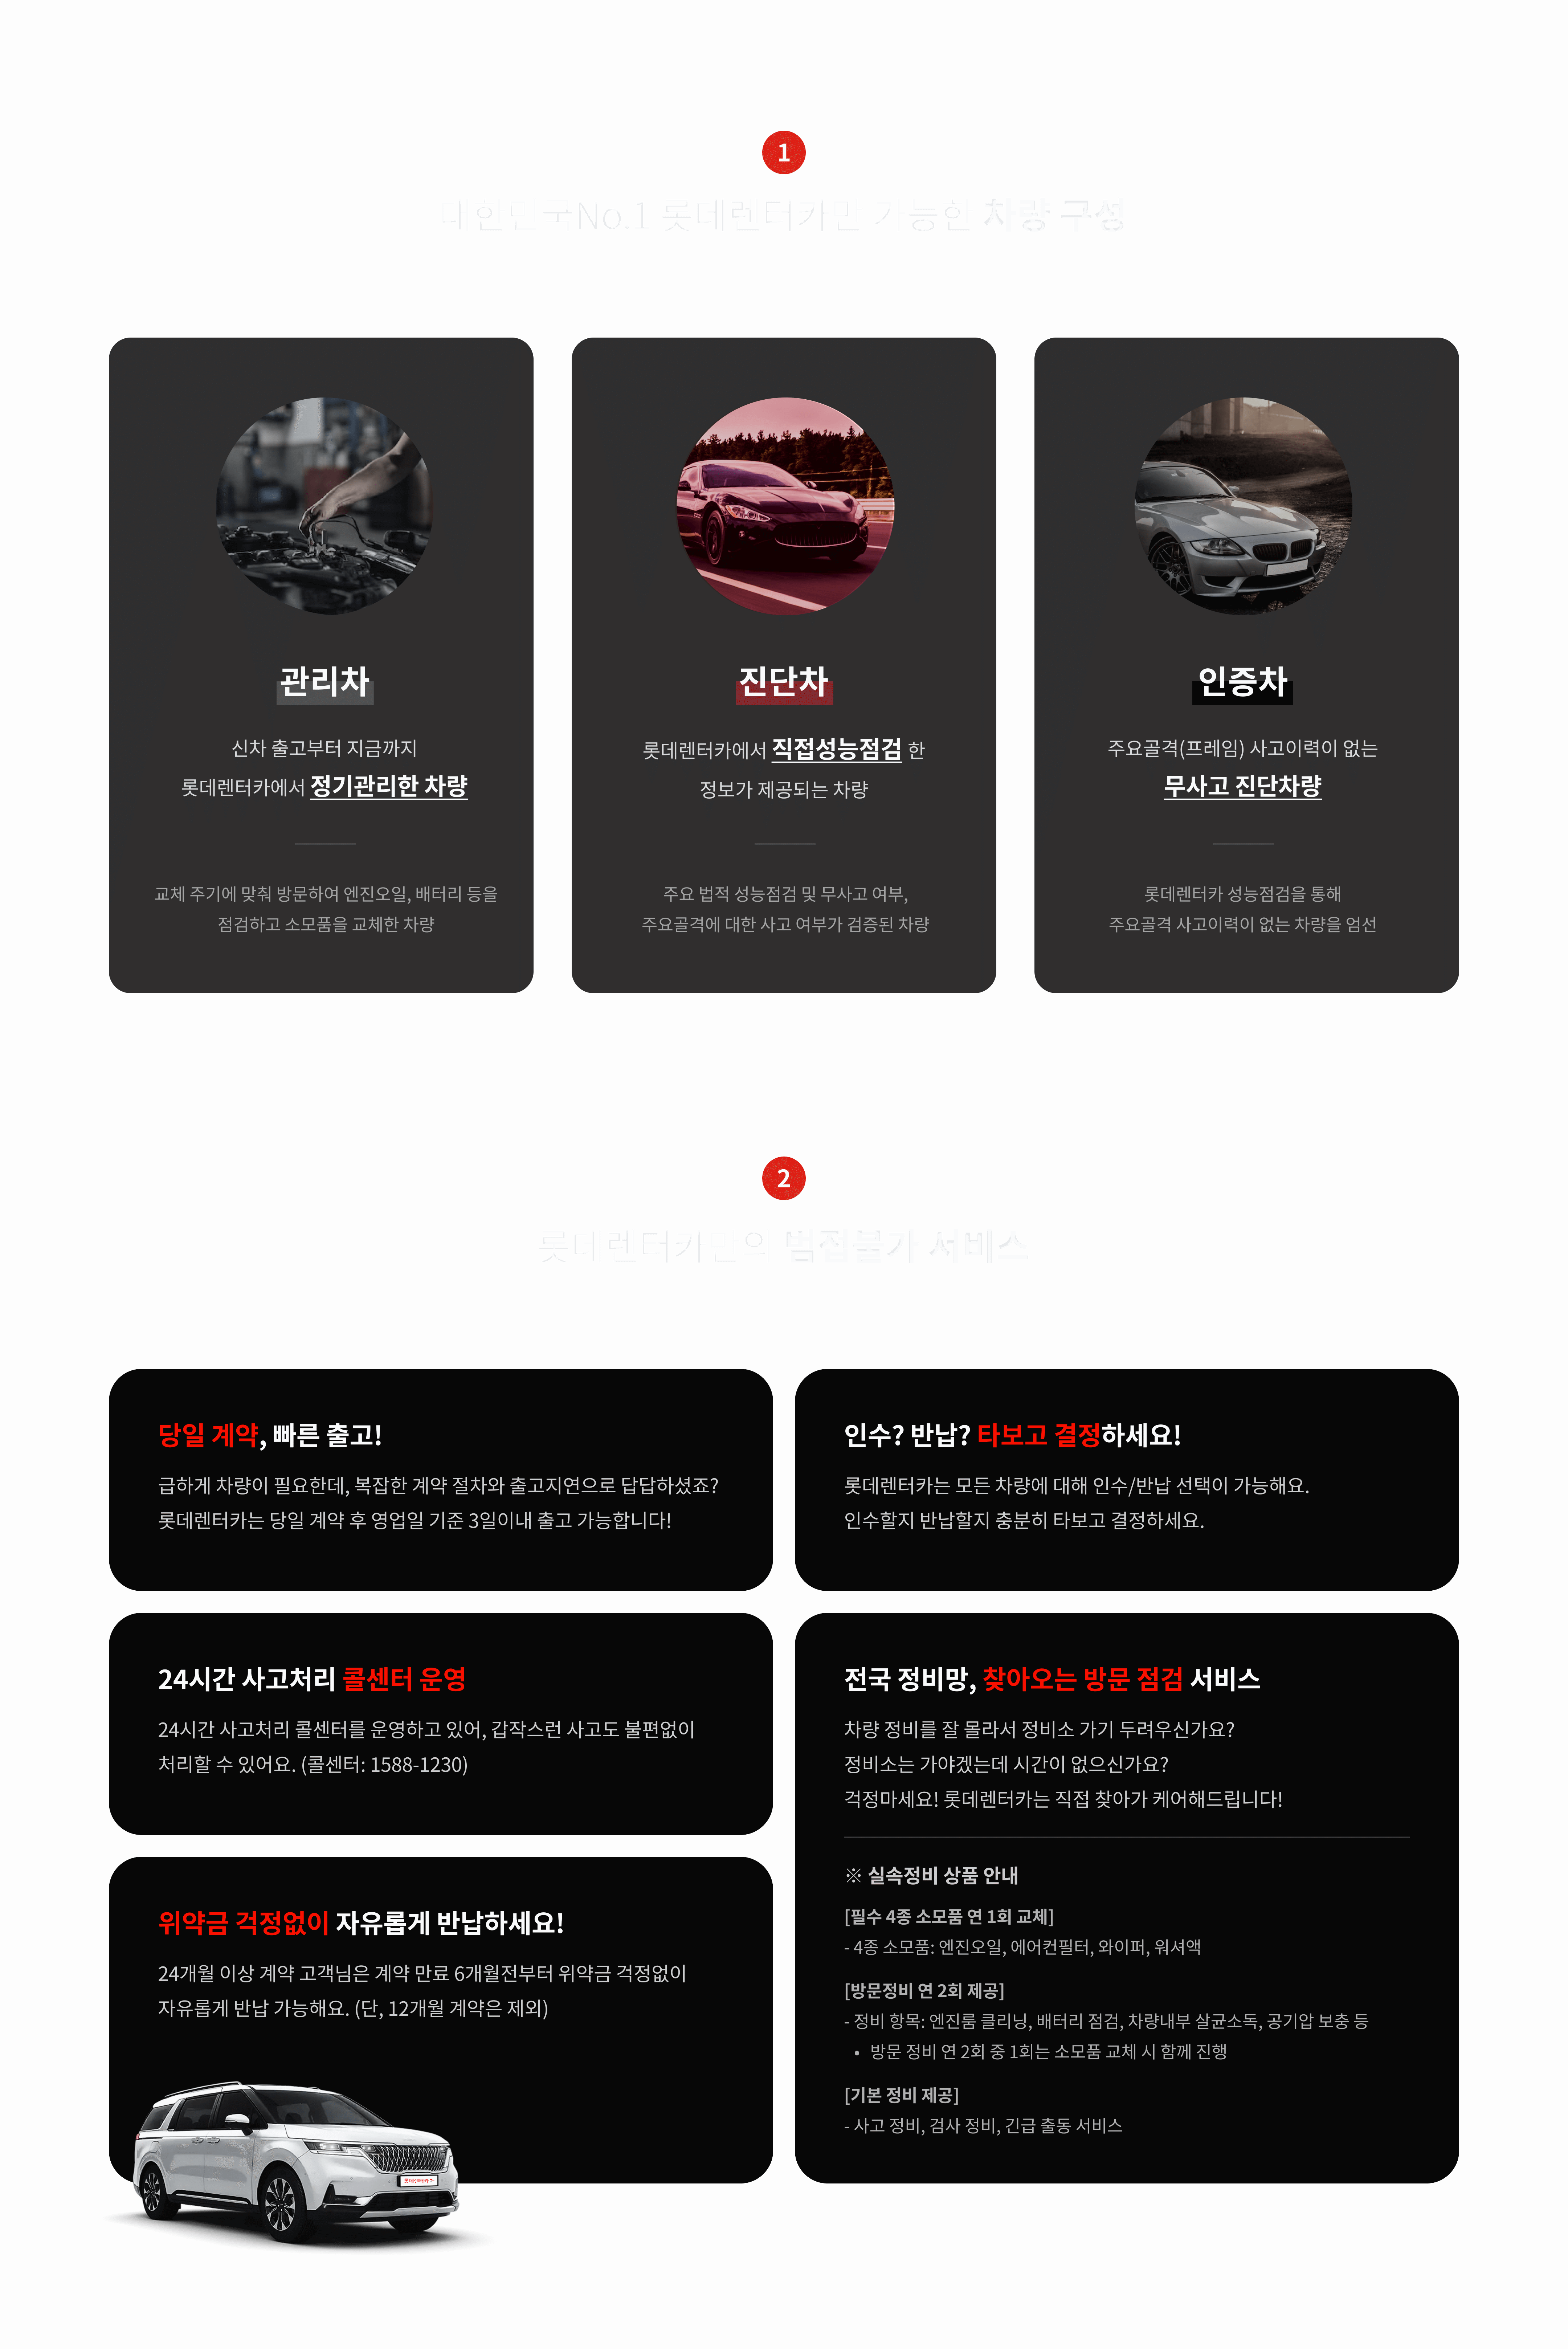 1
대한민국No.1 롯데렌터카만 가능한 차량 구성
관리차
신차 출고부터 지금까지
롯데렌터카에서 정기관리한 차량
교체 주기에 맞춰 방문하여 엔진오일, 배터리 등을
점검하고 소모품을 교체한 차량
진단차
롯데렌터카에서 직접성능점검 한
정보가 제공되는 차량
주요 법적 성능점검 및 무사고 여부,
주요골격에 대한 사고 여부가 검증된 차량
인증차
주요골격(프레임) 사고이력이 없는
무사고 진단차량
롯데렌터카 성능점검을 통해
주요골격 사고이력이 없는 차량을 엄선
2
롯데렌터카만의 범접불가 서비스
당일 계약, 빠른 출고!
급하게 차량이 필요한데, 복잡한 계약 절차와 출고지연으로 답답하셨죠?
롯데렌터카는 당일 계약 후 영업일 기준 3일이내 출고 가능합니다!
인수? 반납? 타보고 결정하세요!
롯데렌터카는 모든 차량에 대해 인수/반납 선택이 가능해요.
인수할지 반납할지 충분히 타보고 결정하세요.
24시간 사고처리 콜센터 운영
24시간 사고처리 콜센터를 운영하고 있어, 갑작스런 사고도 불편없이
처리할 수 있어요. (콜센터: 1588-1230)
위약금 걱정없이 자유롭게 반납하세요!
24개월 이상 계약 고객님은 계약 만료 6개월전부터 위약금 걱정없이
자유롭게 반납 가능해요. (단, 12개월 계약은 제외)
롯데렌터카
전국 정비망, 찾아오는 방문 점검 서비스
차량 정비를 잘 몰라서 정비소 가기 두려우신가요?
정비소는 가야겠는데 시간이 없으신가요?
걱정마세요! 롯데렌터카는 직접 찾아가 케어해드립니다!
※ 실속정비 상품 안내
[필수 4종 소모품 연 1회 교체]
- 4종 소모품: 엔진오일, 에어컨필터, 와이퍼, 워셔액
[방문정비 연 2회 제공]
- 정비 항목: 엔진룸 클리닝, 배터리 점검, 차량내부 살균소독, 공기압 보충 등
• 방문 정비 연 2회 중 1회는 소모품 교체 시 함께 진행
[기본 정비 제공]
- 사고 정비, 검사 정비, 긴급 출동 서비스